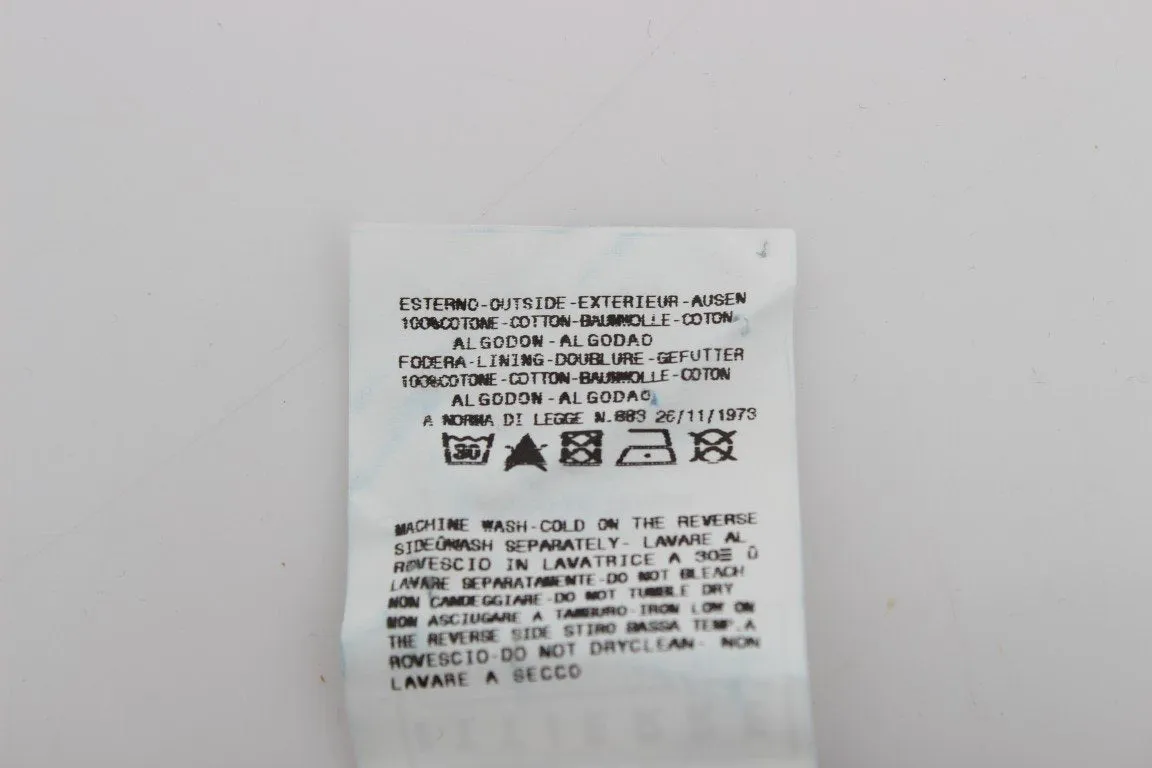 ESTERNO-OUTSIDE-EXTERIEUR-AUSEN
100%COTONE-COTTON-BAUMWOLLE-COTON
ALGODON-ALGODAO
FODERA-LINING-DOUBLURE-GEFUTTER
100%COTONE-COTTON-BAUMWOLLE-COTON
ALGODON-ALGODAO
A NORMA DI LEGGE N.883 26/11/1973
30
MACHINE WASH-COLD ON THE REVERSE
SIDEÛWASH SEPARATELY- LAVARE AL
ROVESCIO IN LAVATRICE A 30Ξ Û
LAVARE SEPARATAMENTE-DO NOT BLEACH
NON CANDEGGIARE-DO NOT TUMBLE DRY
NON ASCIUGARE A TAMBURO-IRON LOW ON
THE REVERSE SIDE STIRO BASSA TEMP.A
ROVESCIO-DO NOT DRYCLEAN- NON
LAVARE A SECCO